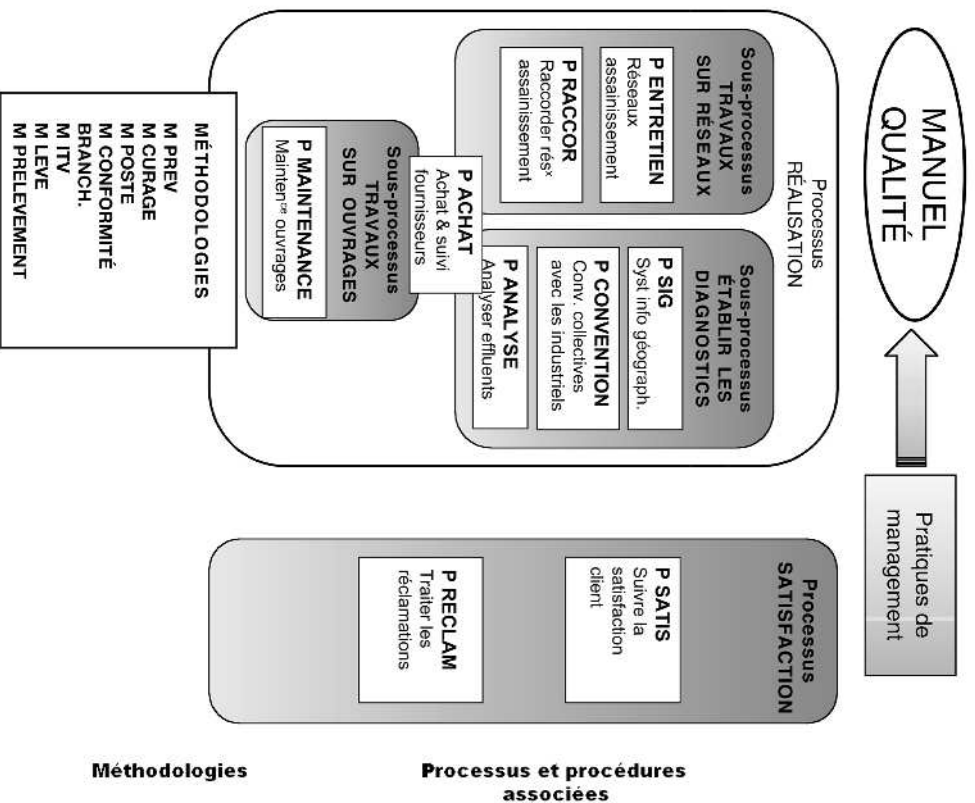 MANUEL
QUALITÉ
Pratiques de
management
Processus
RÉALISATION
Sous-processus
TRAVAUX
SUR RÉSEAUX
P ENTRETIEN
Réseaux
assainissement
P RACCOR
Raccorder résˣ
assainissement
Sous-processus
ÉTABLIR LES
DIAGNOSTICS
P SIG
Syst info géograph.
P CONVENTION
Conv. collectives
avec les industriels
P ANALYSE
Analyser effluents
P ACHAT
Achat & suivi
fournisseurs
Sous-processus
TRAVAUX
SUR OUVRAGES
P MAINTENANCE
Maintenᶜᵉ ouvrages
MÉTHODOLOGIES
M PREV
M CURAGE
M POSTE
M CONFORMITÉ
BRANCH.
M ITV
M LEVE
M PRELEVEMENT
Processus
SATISFACTION
P SATIS
Suivre la
satisfaction
client
P RECLAM
Traiter les
réclamations
Méthodologies
Processus et procédures
associées